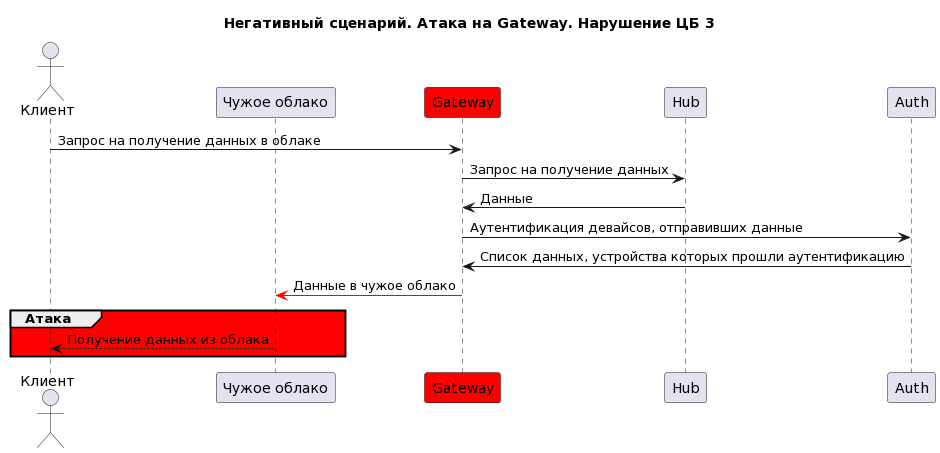 Негативный сценарий. Атака на Gateway. Нарушение ЦБ 3
Клиент
Чужое облако
Gateway
Hub
Auth
Запрос на получение данных в облаке
Запрос на получение данных
Данные
Аутентификация девайсов, отправивших данные
Список данных, устройства которых прошли аутентификацию
Данные в чужое облако
Атака
Получение данных из облака
Клиент
Чужое облако
Gateway
Hub
Auth